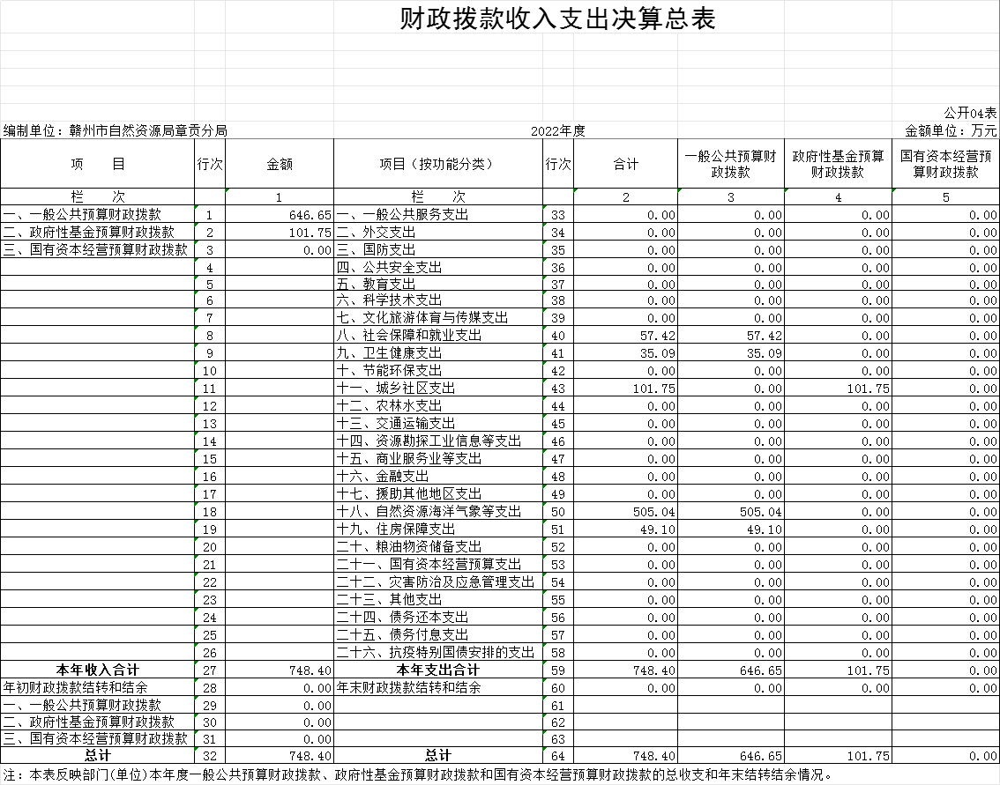 财政拨款收入支出决算总表
公开04表
编制单位：赣州市自然资源局章贡分局 2022年度 金额单位：万元
项 目 行次 金额 项目（按功能分类） 行次 合计 一般公共预算财政拨款 政府性基金预算财政拨款 国有资本经营预算财政拨款
栏 次 1 栏 次 2 3 4 5
一、一般公共预算财政拨款 1 646.65 一、一般公共服务支出 33 0.00 0.00 0.00 0.00
二、政府性基金预算财政拨款 2 101.75 二、外交支出 34 0.00 0.00 0.00 0.00
三、国有资本经营预算财政拨款 3 0.00 三、国防支出 35 0.00 0.00 0.00 0.00
4 四、公共安全支出 36 0.00 0.00 0.00 0.00
5 五、教育支出 37 0.00 0.00 0.00 0.00
6 六、科学技术支出 38 0.00 0.00 0.00 0.00
7 七、文化旅游体育与传媒支出 39 0.00 0.00 0.00 0.00
8 八、社会保障和就业支出 40 57.42 57.42 0.00 0.00
9 九、卫生健康支出 41 35.09 35.09 0.00 0.00
10 十、节能环保支出 42 0.00 0.00 0.00 0.00
11 十一、城乡社区支出 43 101.75 0.00 101.75 0.00
12 十二、农林水支出 44 0.00 0.00 0.00 0.00
13 十三、交通运输支出 45 0.00 0.00 0.00 0.00
14 十四、资源勘探工业信息等支出 46 0.00 0.00 0.00 0.00
15 十五、商业服务业等支出 47 0.00 0.00 0.00 0.00
16 十六、金融支出 48 0.00 0.00 0.00 0.00
17 十七、援助其他地区支出 49 0.00 0.00 0.00 0.00
18 十八、自然资源海洋气象等支出 50 505.04 505.04 0.00 0.00
19 十九、住房保障支出 51 49.10 49.10 0.00 0.00
20 二十、粮油物资储备支出 52 0.00 0.00 0.00 0.00
21 二十一、国有资本经营预算支出 53 0.00 0.00 0.00 0.00
22 二十二、灾害防治及应急管理支出 54 0.00 0.00 0.00 0.00
23 二十三、其他支出 55 0.00 0.00 0.00 0.00
24 二十四、债务还本支出 56 0.00 0.00 0.00 0.00
25 二十五、债务付息支出 57 0.00 0.00 0.00 0.00
26 二十六、抗疫特别国债安排的支出 58 0.00 0.00 0.00 0.00
本年收入合计 27 748.40 本年支出合计 59 748.40 646.65 101.75 0.00
年初财政拨款结转和结余 28 0.00 年末财政拨款结转和结余 60 0.00 0.00 0.00 0.00
一、一般公共预算财政拨款 29 0.00 61
二、政府性基金预算财政拨款 30 0.00 62
三、国有资本经营预算财政拨款 31 0.00 63
总计 32 748.40 总计 64 748.40 646.65 101.75 0.00
注：本表反映部门(单位)本年度一般公共预算财政拨款、政府性基金预算财政拨款和国有资本经营预算财政拨款的总收支和年末结转结余情况。